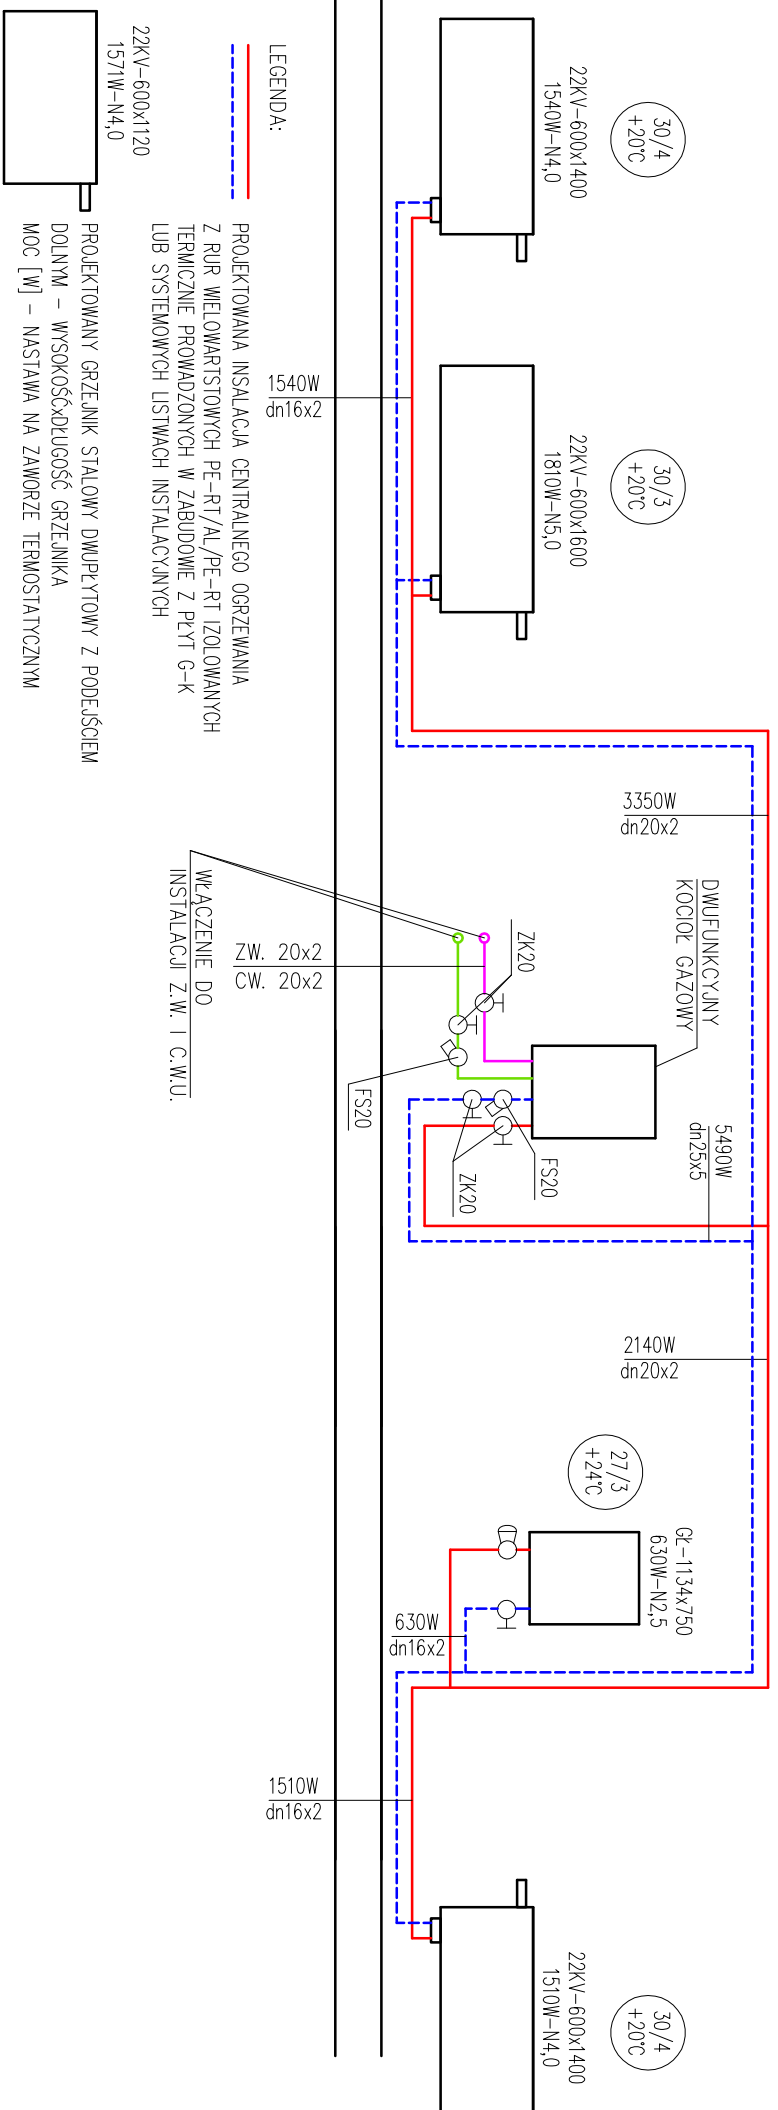 30/4
+20°C
22KV-600x1400
1540W-N4,0
30/3
+20°C
22KV-600x1600
1810W-N5,0
1540W
dn16x2
3350W
dn20x2
DWUFUNKCYJNY
KOCIOŁ GAZOWY
ZK20
ZW. 20x2
CW. 20x2
WŁĄCZENIE DO
INSTALACJI Z.W. I C.W.U.
FS20
FS20
ZK20
5490W
dn25x5
2140W
dn20x2
27/3
+24°C
GŁ-1134x750
630W-N2,5
630W
dn16x2
1510W
dn16x2
30/4
+20°C
22KV-600x1400
1510W-N4,0
LEGENDA:
PROJEKTOWANA INSALACJA CENTRALNEGO OGRZEWANIA
Z RUR WIELOWARTSTOWYCH PE-RT/AL/PE-RT IZOLOWANYCH
TERMICZNIE PROWADZONYCH W ZABUDOWIE Z PŁYT G-K
LUB SYSTEMOWYCH LISTWACH INSTALACYJNYCH
22KV-600x1120
1571W-N4,0
PROJEKTOWANY GRZEJNIK STALOWY DWUPŁYTOWY Z PODEJŚCIEM
DOLNYM - WYSOKOŚĆxDŁUGOŚĆ GRZEJNIKA
MOC [W] - NASTAWA NA ZAWORZE TERMOSTATYCZNYM